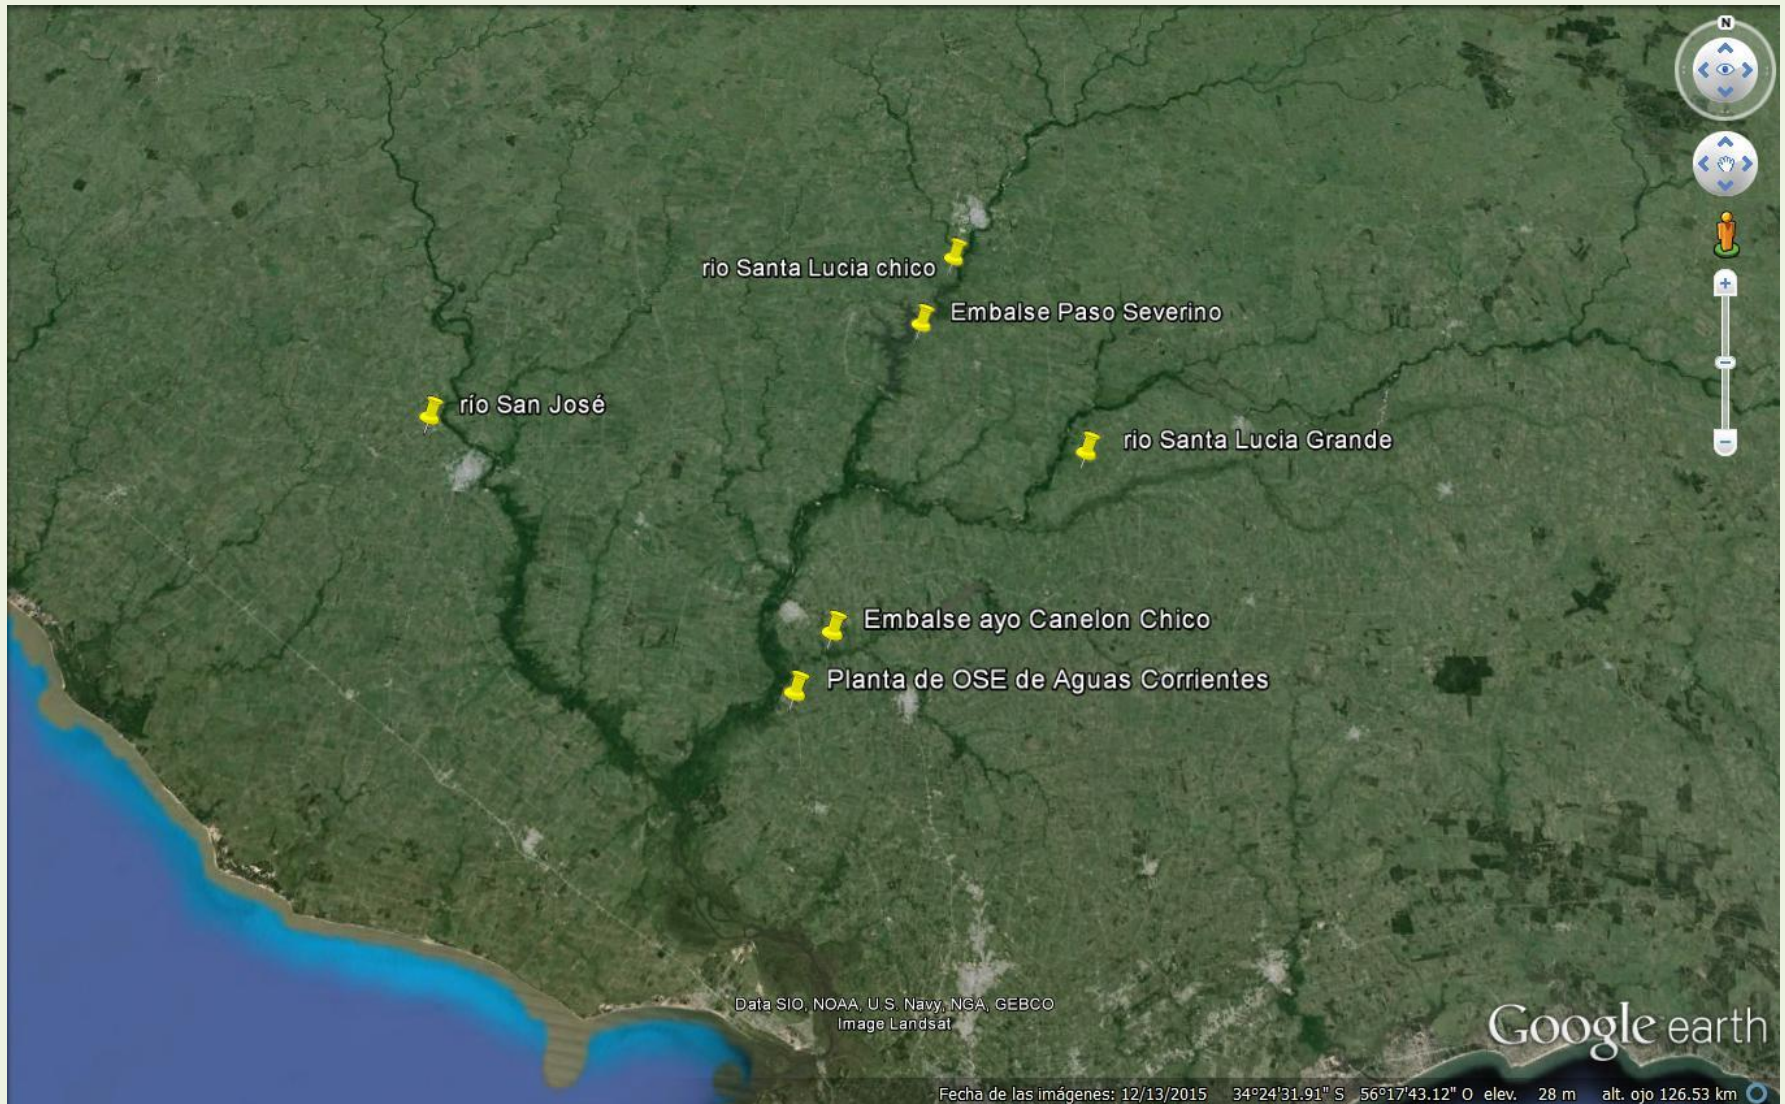 N
rio Santa Lucia chico
Embalse Paso Severino
río San José
rio Santa Lucia Grande
Embalse ayo Canelon Chico
Planta de OSE de Aguas Corrientes
Data SIO, NOAA, U.S. Navy, NGA, GEBCO
Image Landsat
Google earth
Fecha de las imágenes: 12/13/2015 34°24'31.91" S 56°17'43.12" O elev. 28 m alt. ojo 126.53 km